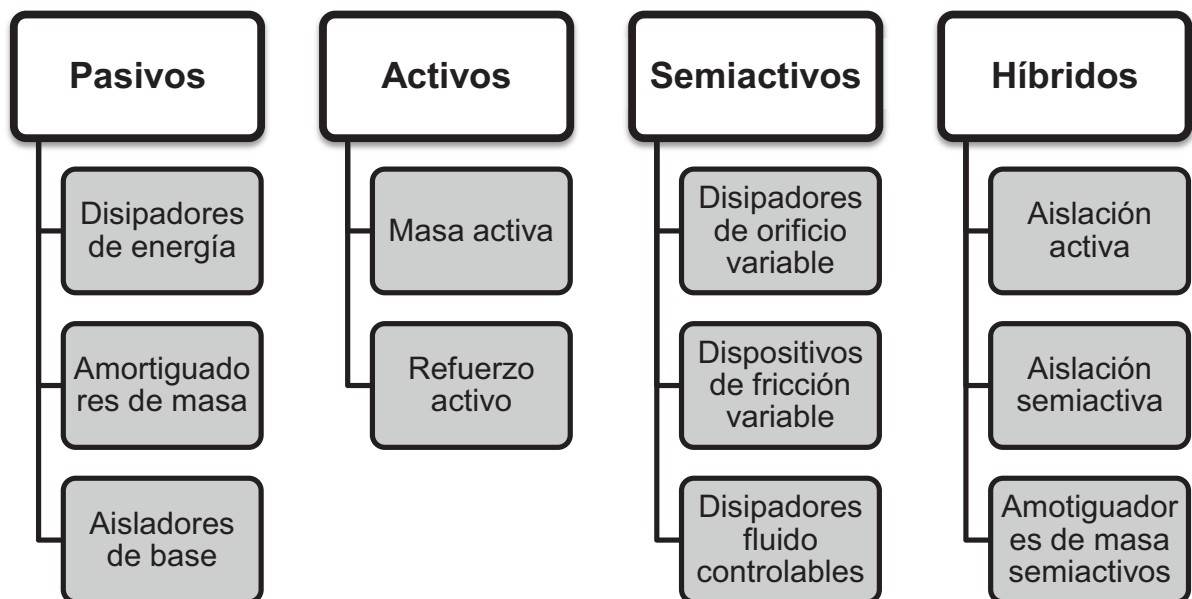 Pasivos
Disipadores
de energía
Amortiguado
res de masa
Aisladores
de base
Activos
Masa activa
Refuerzo
activo
Semiactivos
Disipadores
de orificio
variable
Dispositivos
de fricción
variable
Disipadores
fluido
controlables
Híbridos
Aislación
activa
Aislación
semiactiva
Amotiguador
es de masa
semiactivos